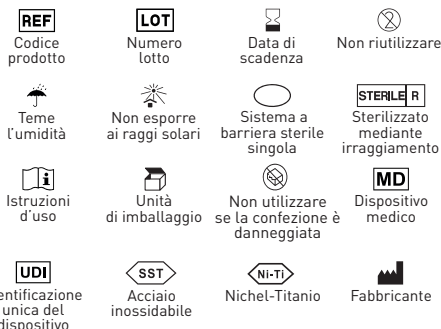 REF
Codice
prodotto
LOT
Numero
lotto
Data di
scadenza
Non riutilizzare
Teme
l'umidità
Non esporre
ai raggi solari
Sistema a
barriera sterile
singola
STERILE R
Sterilizzato
mediante
irraggiamento
i
Istruzioni
d'uso
Unità
di imballaggio
Non utilizzare
se la confezione è
danneggiata
MD
Dispositivo
medico
UDI
entificazione
unica del
dispositivo
SST
Acciaio
inossidabile
Ni-Ti
Nichel-Titanio
Fabbricante